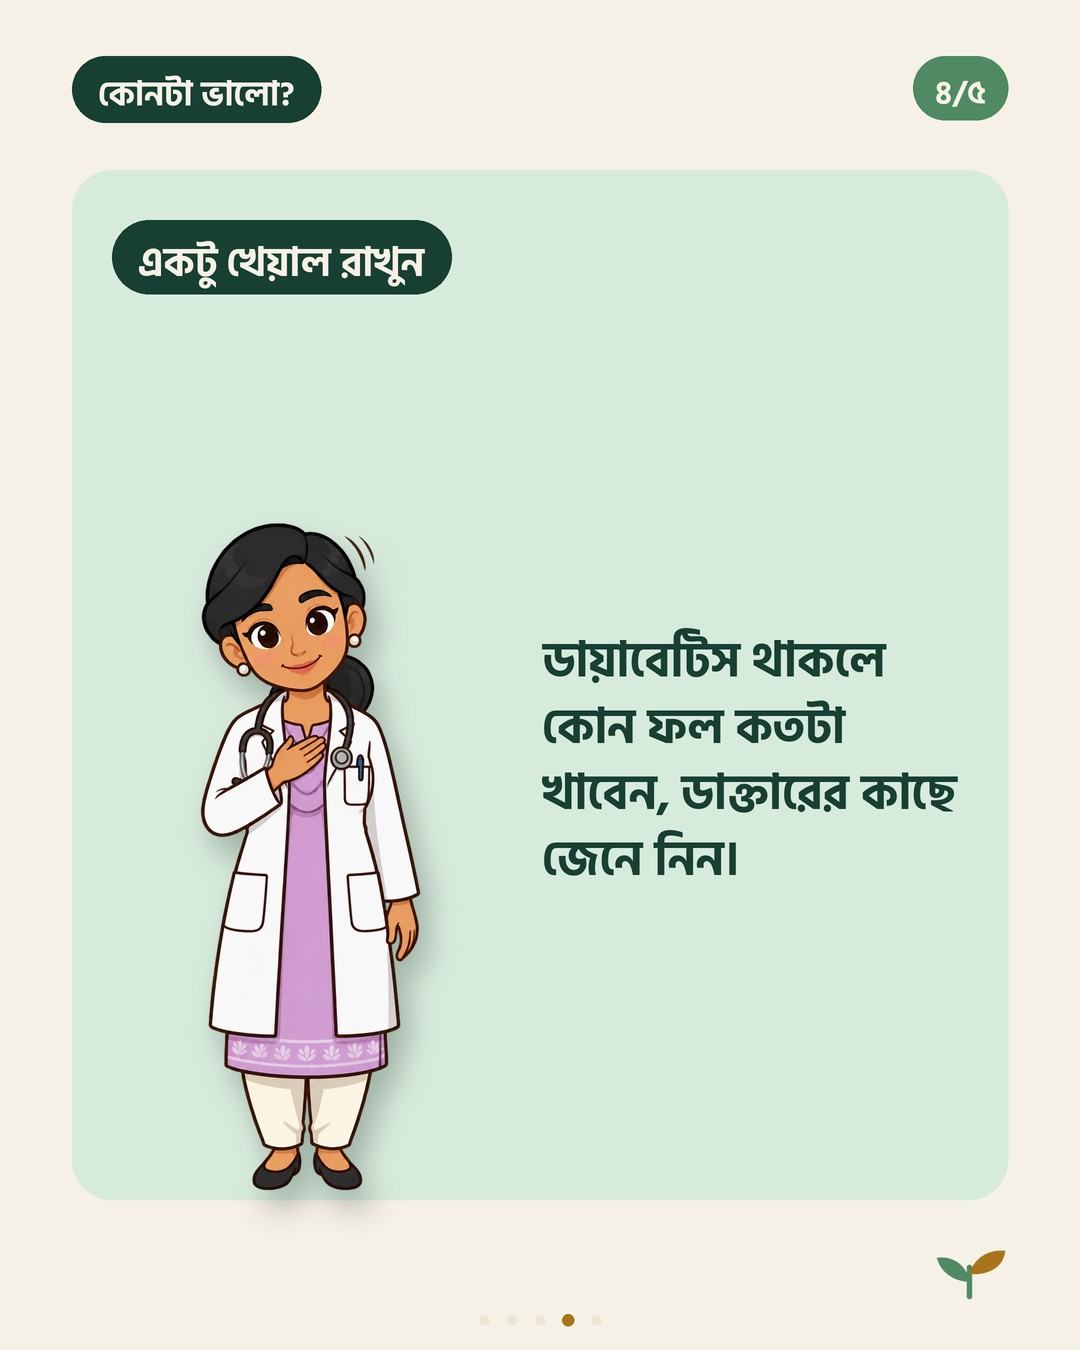 কোনটা ভালো?
৪/৫
একটু খেয়াল রাখুন
ডায়াবেটিস থাকলে
কোন ফল কতটা
খাবেন, ডাক্তারের কাছে
জেনে নিন।